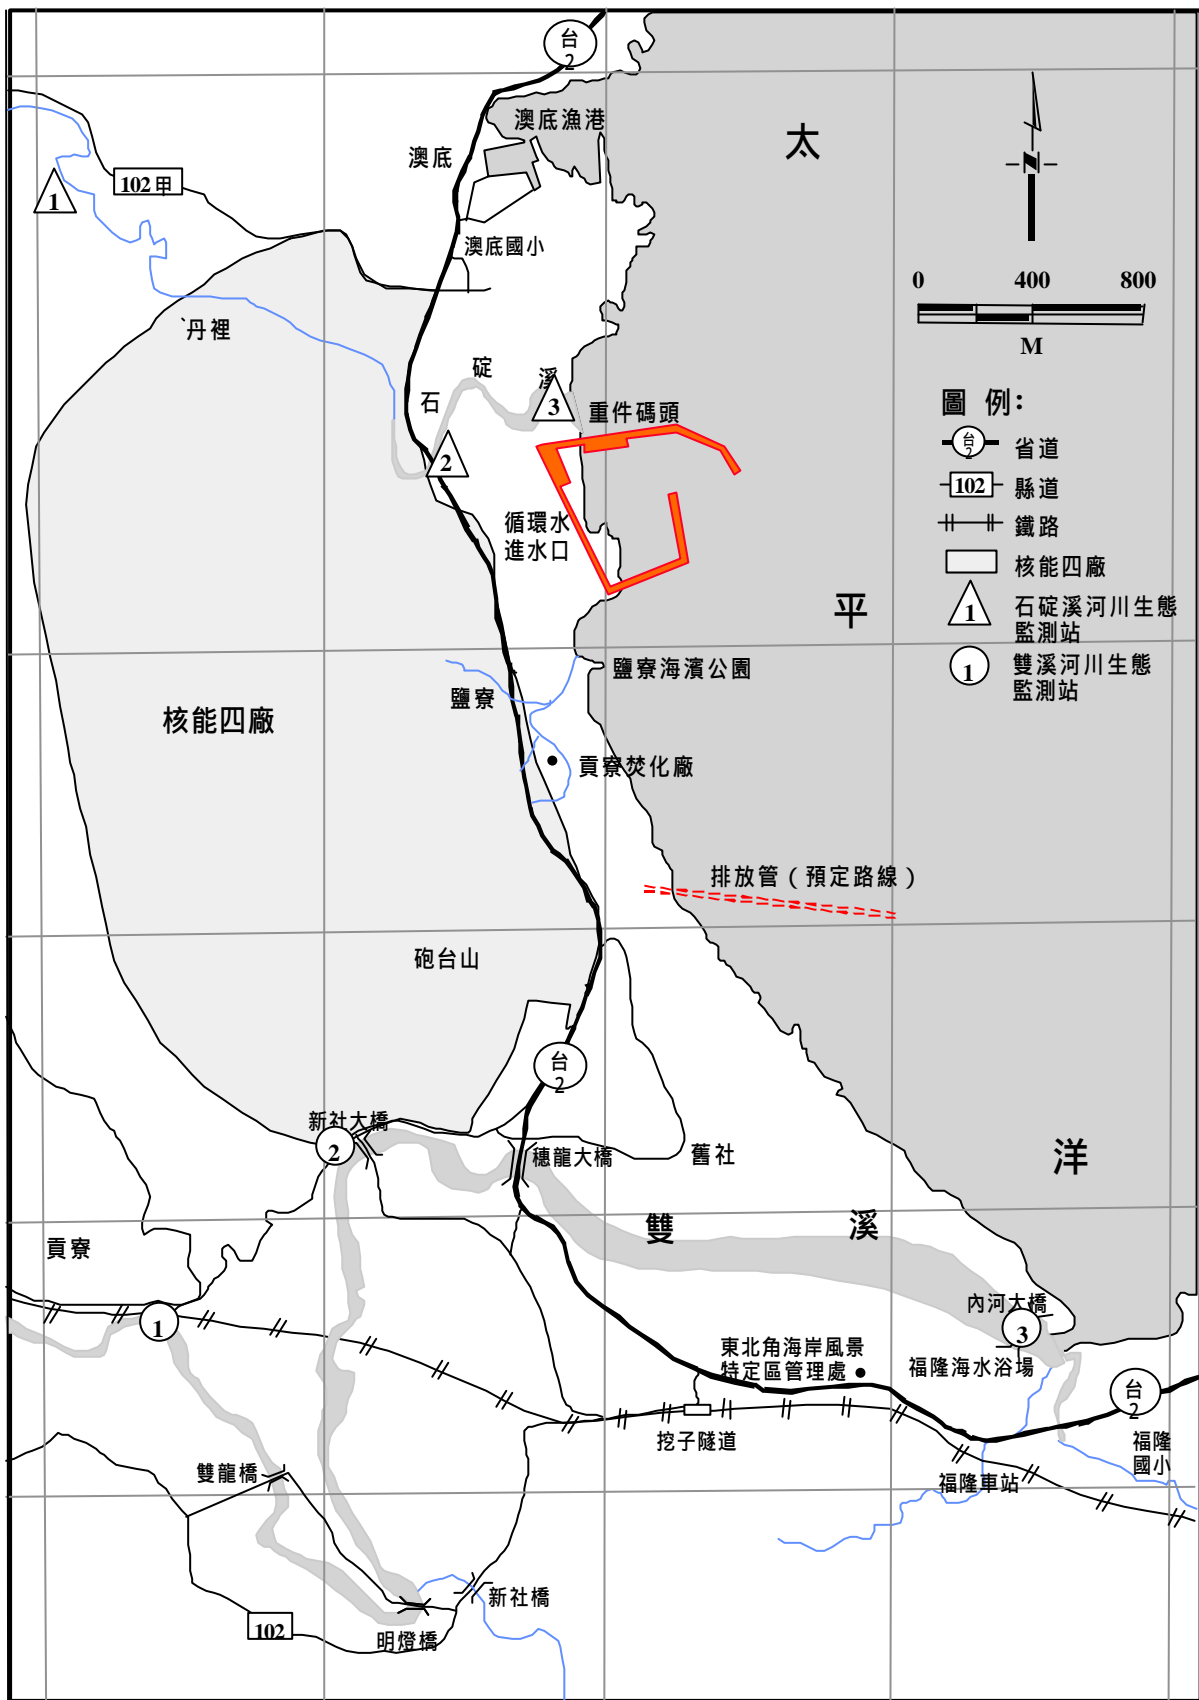 台
2
澳底漁港
太
澳底
102甲
1
澳底國小
0 400 800
M
丹裡
碇
溪
石
3
重件碼頭
2
圖 例:
台
2
省道
102
縣道
鐵路
核能四廠
1
石碇溪河川生態
監測站
1
雙溪河川生態
監測站
循環水
進水口
平
鹽寮海濱公園
鹽寮
核能四廠
貢寮焚化廠
排放管（預定路線）
砲台山
台
2
新社大橋
2
穗龍大橋
舊社
洋
雙
溪
貢寮
內河大橋
1
3
東北角海岸風景
特定區管理處
福隆海水浴場
台
2
挖子隧道
福隆
國小
雙龍橋
福隆車站
新社橋
102
明燈橋